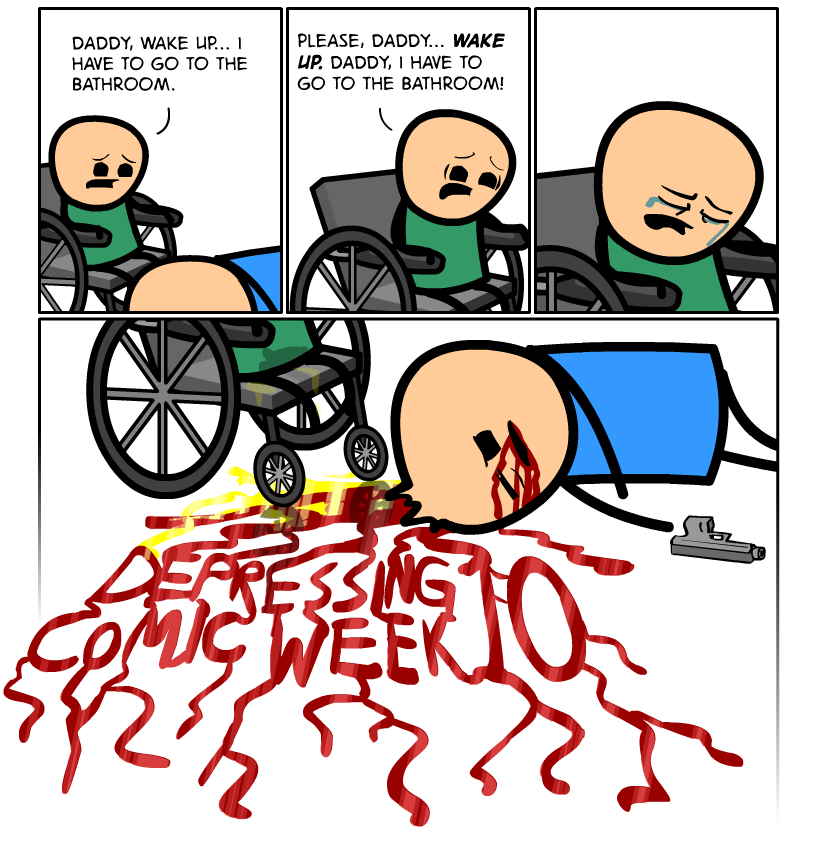 DADDY, WAKE UP... I
HAVE TO GO TO THE
BATHROOM.
PLEASE, DADDY... WAKE
UP. DADDY, I HAVE TO
GO TO THE BATHROOM!
DEPRESSING
COMIC WEEK 10